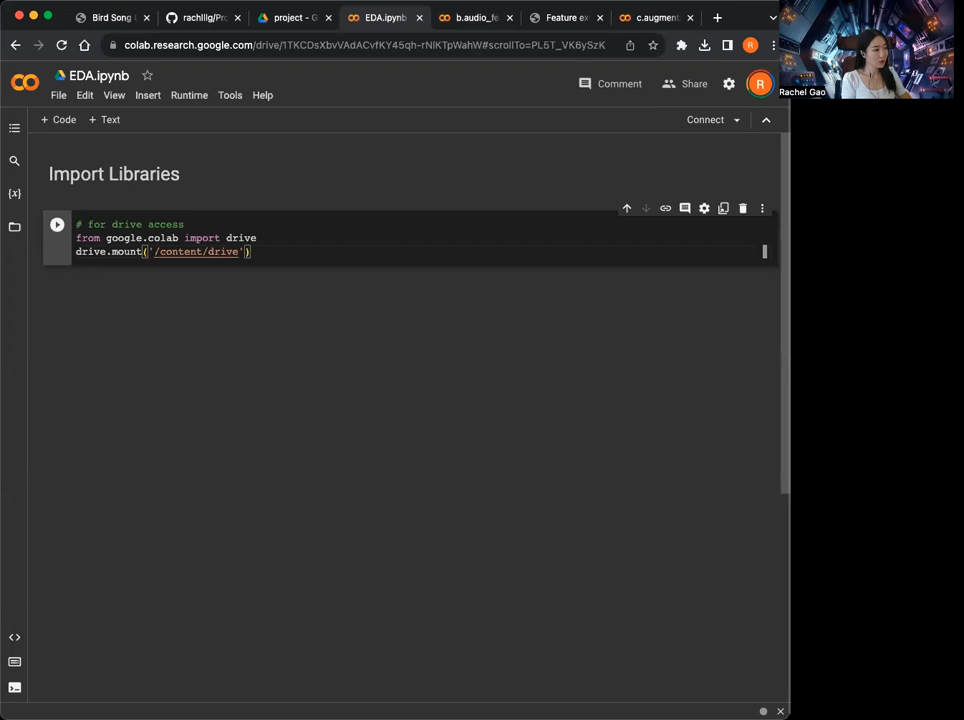 Bird Song C
rachlllg/Pro
project - G
EDA.ipynb
b.audio_fe
Feature ex
c.augment
colab.research.google.com/drive/1TKCDsXbvVAdACvfKY45qh-rNlKTpWahW#scrollTo=PL5T_VK6ySzK
R
EDA.ipynb
File Edit View Insert Runtime Tools Help
Comment
Share
R
Rachel Gao
+ Code + Text
Connect
Import Libraries
{x}
# for drive access
from google.colab import drive
drive.mount('/content/drive')